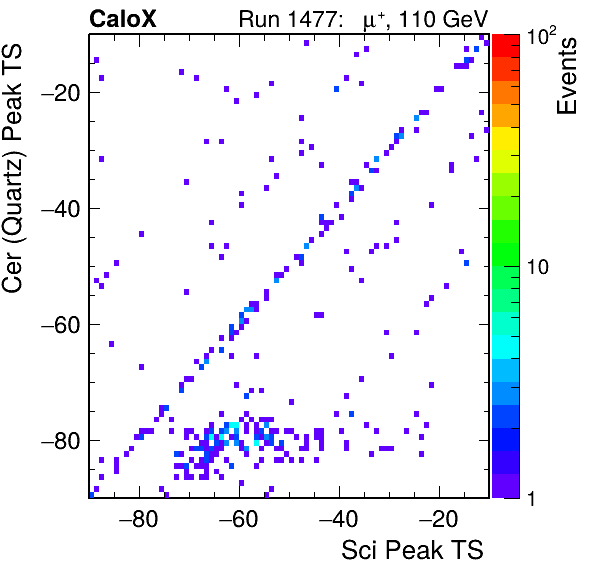 CaloX Run 1477: μ⁺, 110 GeV
Cer (Quartz) Peak TS
−20
−40
−60
−80
−80 −60 −40 −20
Sci Peak TS
10²
10
1
Events